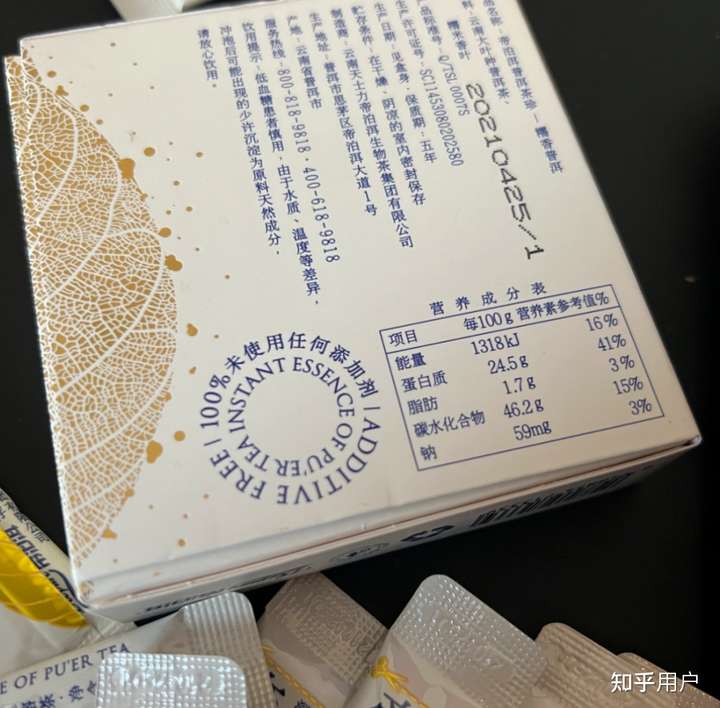 品名称：帝泊洱普洱茶珍—糯香普洱
料：云南大叶种普洱茶、
糯米香叶
品标准号：Q/TSL 0007S
生产许可证号：SC11453080202580
生产日期：见盒身，保质期：五年
贮存条件：在干燥、阴凉的室内密封保存
制造商：云南天士力帝泊洱生物茶集团有限公司
生产地址：普洱市思茅区帝泊洱大道1号
产地：云南省普洱市
服务热线：800-818-9818，400-618-9818
饮用提示：低血糖患者慎用，由于水质、温度等差异，
冲泡后可能出现的少许沉淀为原料天然成分，
请放心饮用。
20210425/1
营养成分表
项目 每100g 营养素参考值%
能量 1318kJ 16%
蛋白质 24.5g 41%
脂肪 1.7g 3%
碳水化合物 46.2g 15%
钠 59mg 3%
100%未使用任何添加剂 | ADDITIVE FREE |
INSTANT ESSENCE OF PU'ER TEA
E OF PU'ER TEA
知乎用户